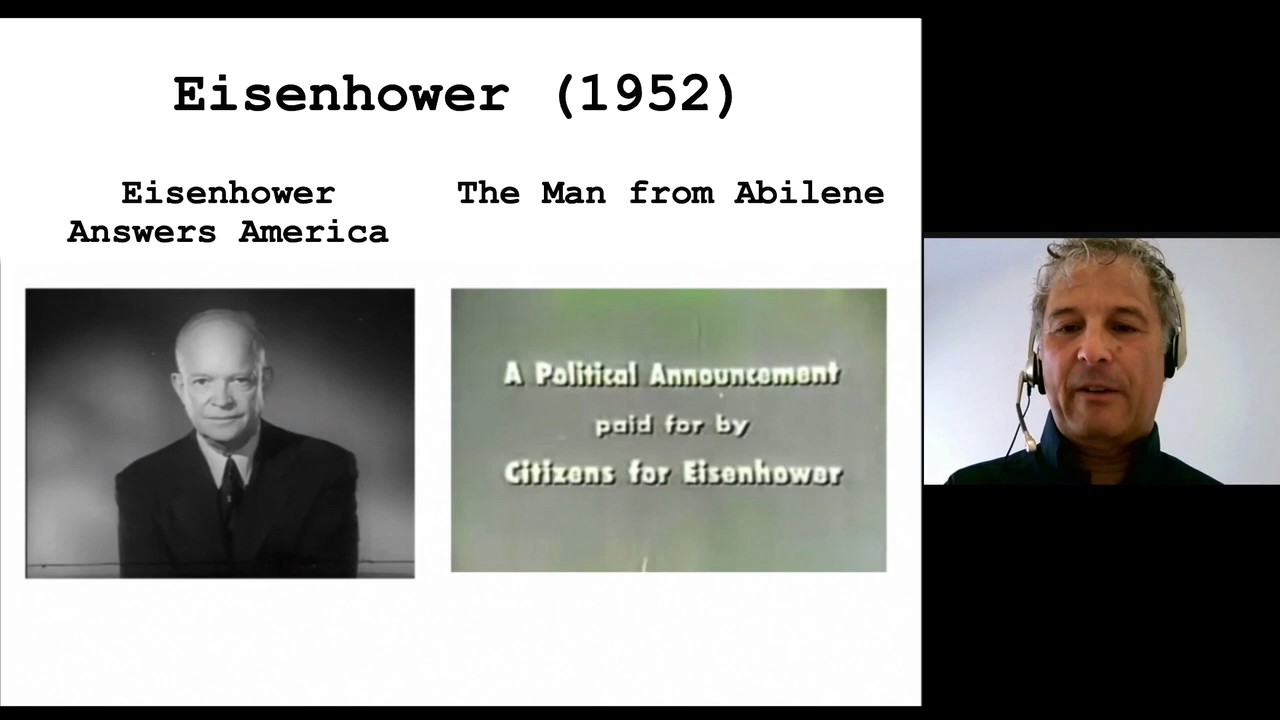 Eisenhower (1952)
Eisenhower
Answers America
The Man from Abilene
A Political Announcement
paid for by
Citizens for Eisenhower